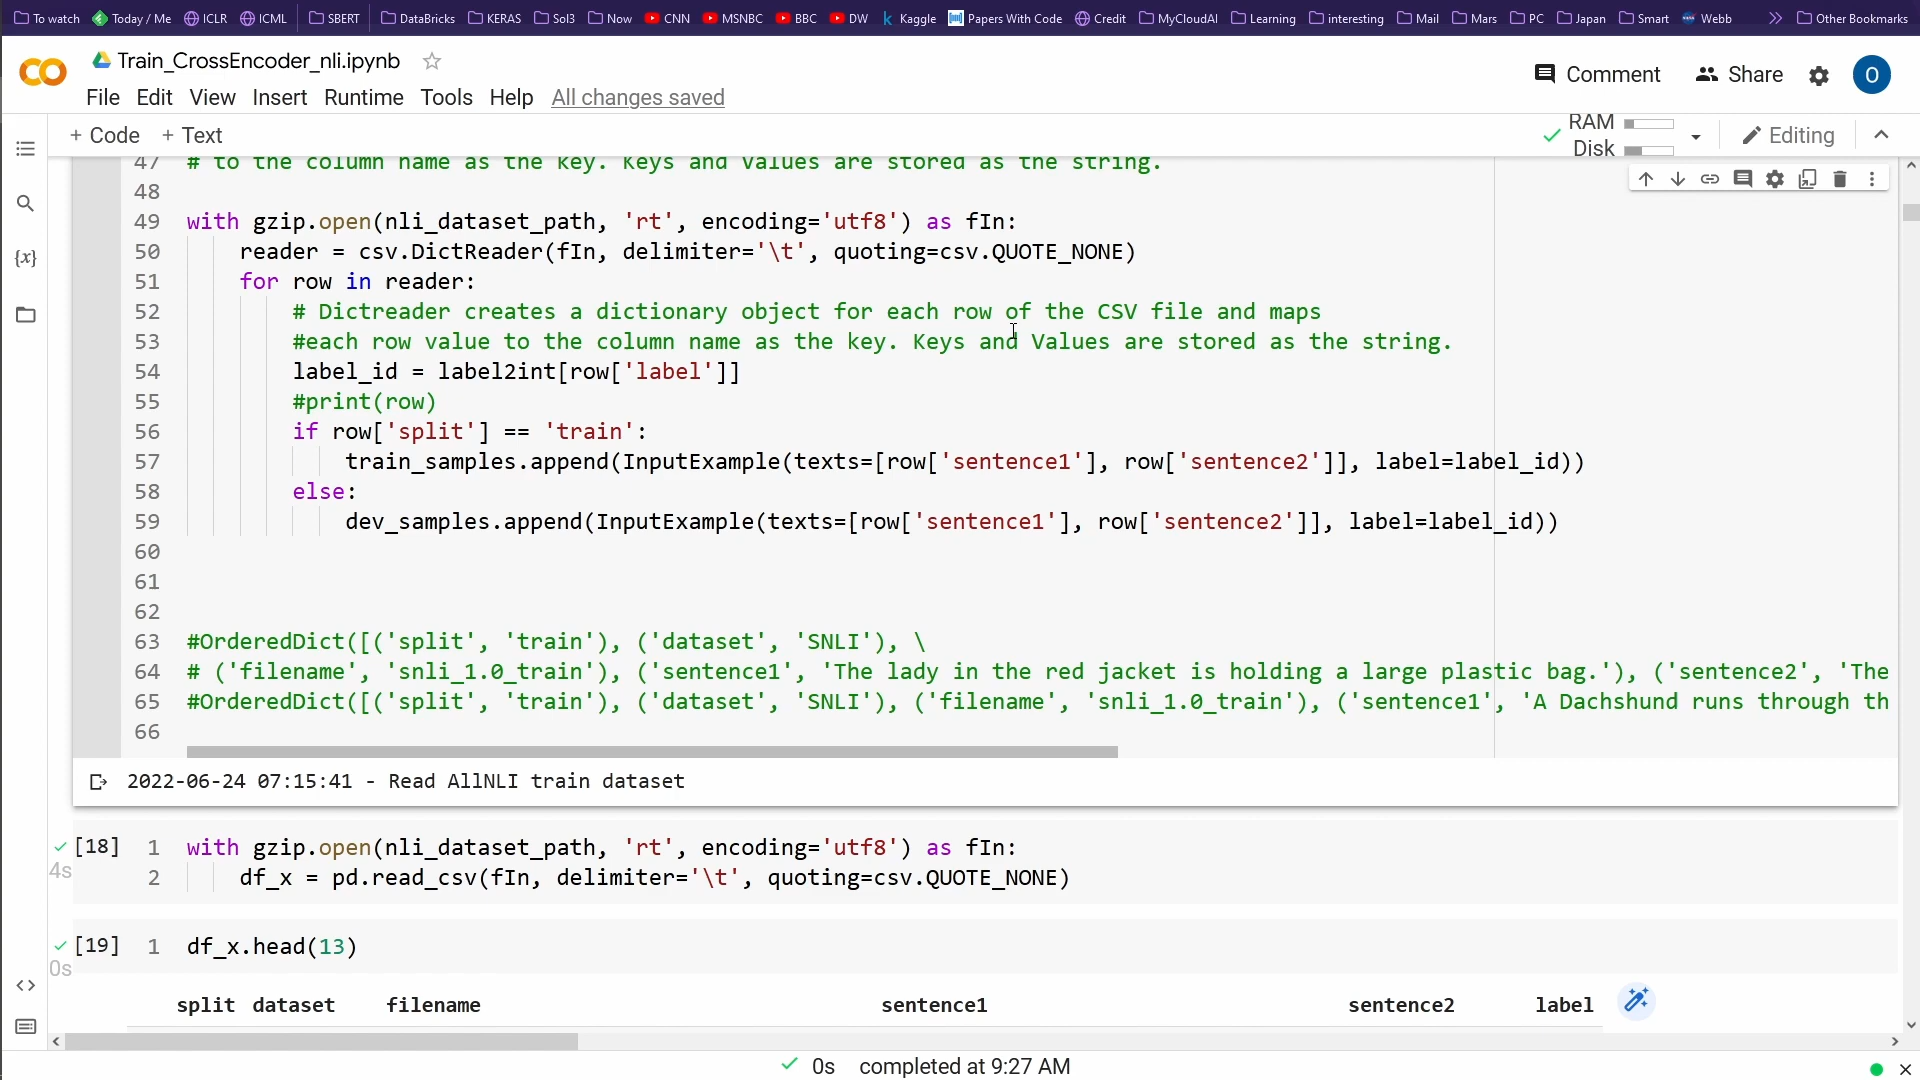 To watch Today / Me ICLR ICML SBERT DataBricks KERAS Sol3 Now CNN MSNBC BBC DW Kaggle Papers With Code Credit MyCloudAI Learning interesting Mail Mars PC Japan Smart Webb Other Bookmarks
Train_CrossEncoder_nli.ipynb
Comment Share O
File Edit View Insert Runtime Tools Help All changes saved
+ Code + Text
RAM
Disk
Editing
47 # to the column name as the key. Keys and Values are stored as the string.
48
49 with gzip.open(nli_dataset_path, 'rt', encoding='utf8') as fIn:
50 reader = csv.DictReader(fIn, delimiter='\t', quoting=csv.QUOTE_NONE)
51 for row in reader:
52 # Dictreader creates a dictionary object for each row of the CSV file and maps
53 #each row value to the column name as the key. Keys and Values are stored as the string.
54 label_id = label2int[row['label']]
55 #print(row)
56 if row['split'] == 'train':
57 train_samples.append(InputExample(texts=[row['sentence1'], row['sentence2']], label=label_id))
58 else:
59 dev_samples.append(InputExample(texts=[row['sentence1'], row['sentence2']], label=label_id))
60
61
62
63 #OrderedDict([('split', 'train'), ('dataset', 'SNLI'), \
64 # ('filename', 'snli_1.0_train'), ('sentence1', 'The lady in the red jacket is holding a large plastic bag.'), ('sentence2', 'The
65 #OrderedDict([('split', 'train'), ('dataset', 'SNLI'), ('filename', 'snli_1.0_train'), ('sentence1', 'A Dachshund runs through th
66
2022-06-24 07:15:41 - Read AllNLI train dataset
[18] 1 with gzip.open(nli_dataset_path, 'rt', encoding='utf8') as fIn:
4s 2 df_x = pd.read_csv(fIn, delimiter='\t', quoting=csv.QUOTE_NONE)
[19] 1 df_x.head(13)
0s
split dataset filename sentence1 sentence2 label
0s completed at 9:27 AM